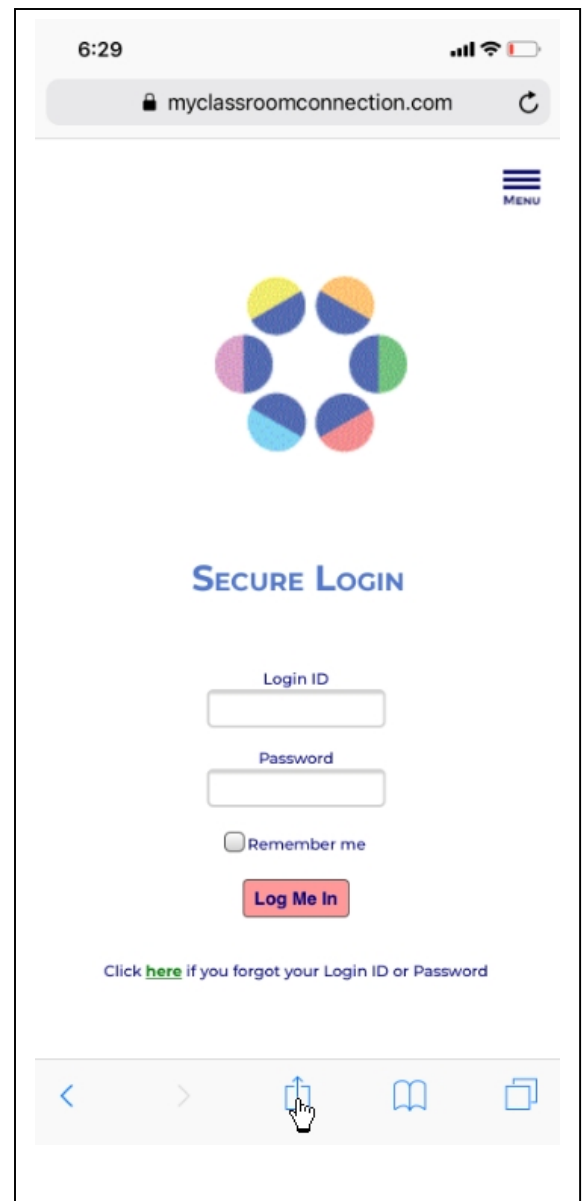 6:29
myclassroomconnection.com
MENU
SECURE LOGIN
Login ID
Password
Remember me
Log Me In
Click here if you forgot your Login ID or Password